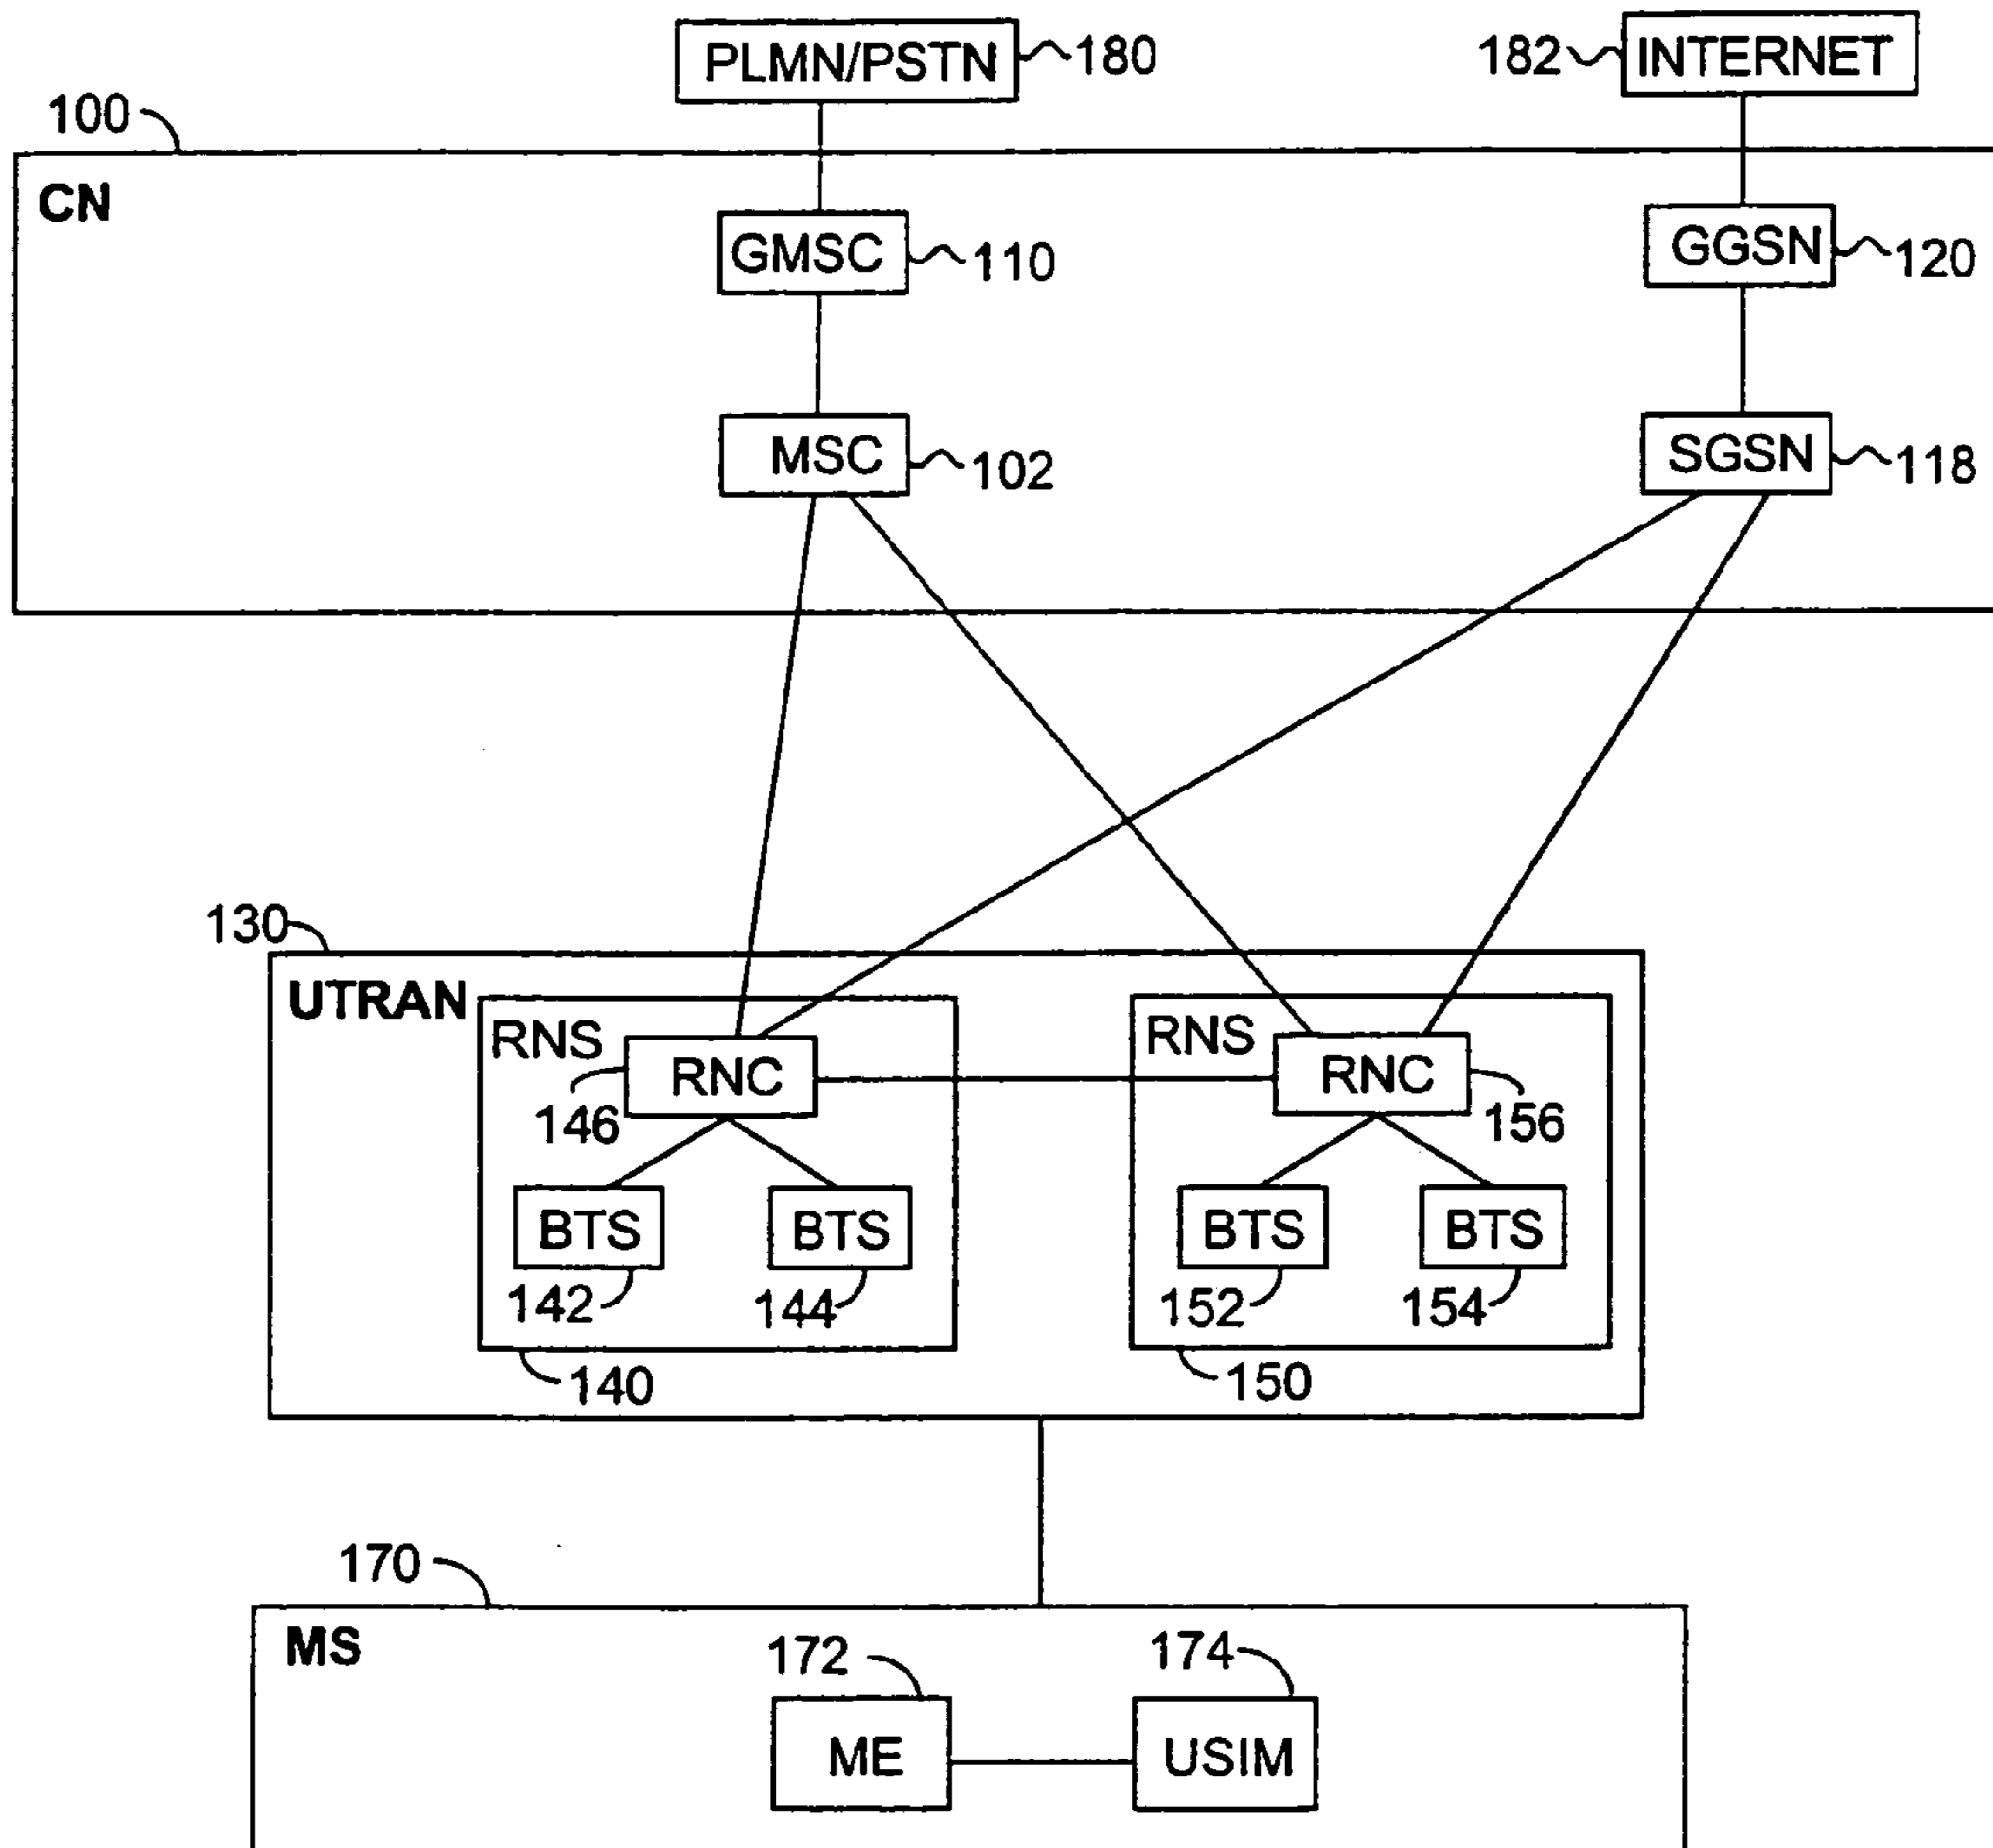 PLMN/PSTN 180
182 INTERNET
100
CN
GMSC 110
GGSN 120
MSC 102
SGSN 118
130
UTRAN
RNS
RNC
146
BTS
142
BTS
144
140
RNS
RNC
156
BTS
152
BTS
154
150
170
MS
172
174
ME
USIM